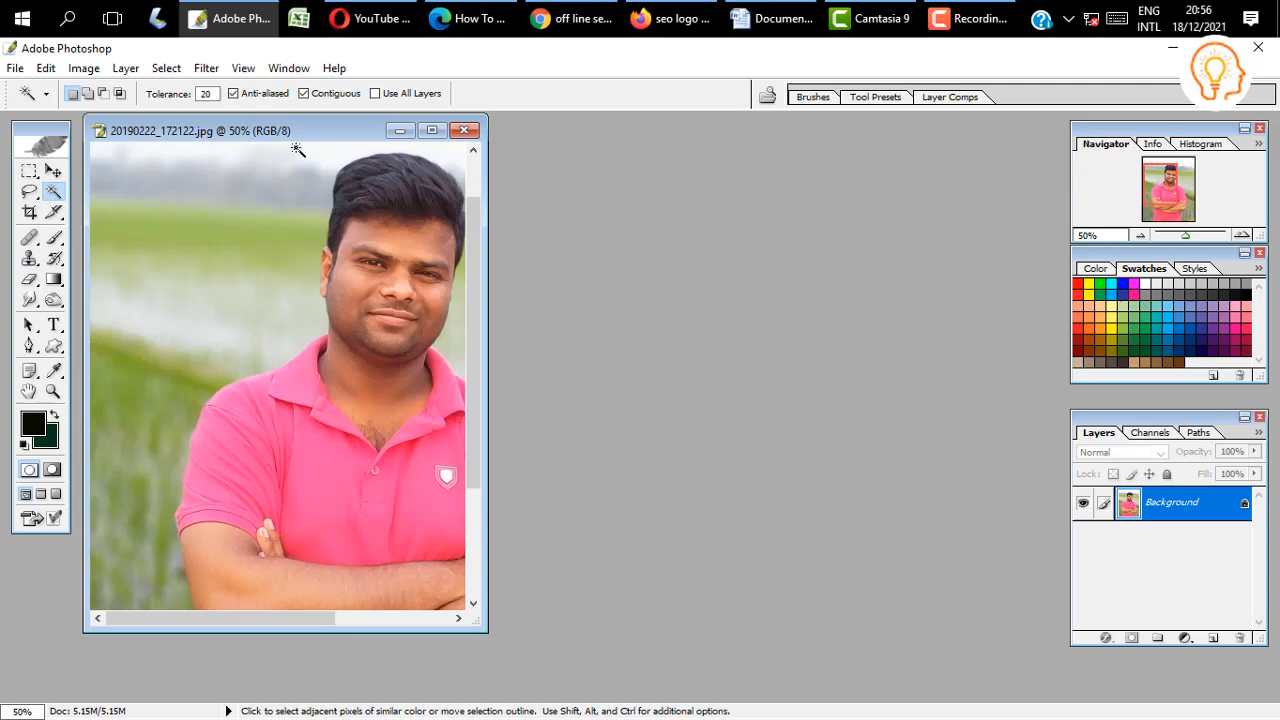 Adobe Ph...
YouTube ...
How To ...
off line se...
seo logo ...
Documen...
Camtasia 9
Recordin...
ENG
INTL
20:56
18/12/2021
Adobe Photoshop
File Edit Image Layer Select Filter View Window Help
Tolerance: 20 Anti-aliased Contiguous Use All Layers
Brushes Tool Presets Layer Comps
20190222_172122.jpg @ 50% (RGB/8)
Navigator Info Histogram
50%
Color Swatches Styles
Layers Channels Paths
Normal Opacity: 100%
Lock: Fill: 100%
Background
50% Doc: 5.15M/5.15M Click to select adjacent pixels of similar color or move selection outline. Use Shift, Alt, and Ctrl for additional options.